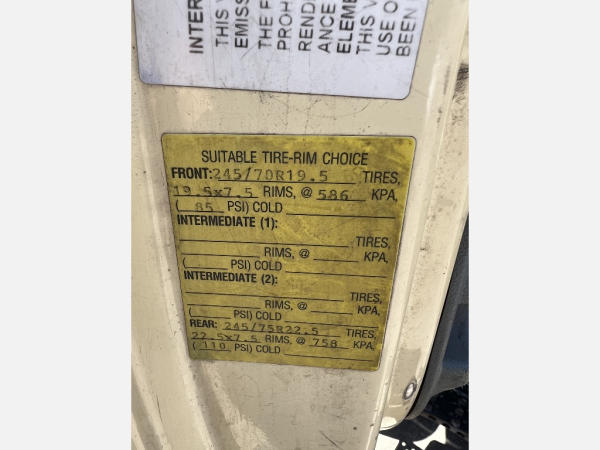 INTER
THIS V
EMISS
THE F
PROH
RENDI
ANCE
ELEME
THIS V
USE O
BEEN
SUITABLE TIRE-RIM CHOICE
FRONT: 245/70R19.5 TIRES,
19.5x7.5 RIMS, @ 586 KPA,
( 85 PSI) COLD
INTERMEDIATE (1):
TIRES,
RIMS, @ KPA,
( PSI) COLD
INTERMEDIATE (2):
TIRES,
RIMS, @ KPA,
( PSI) COLD
REAR: 245/75R22.5 TIRES,
22.5x7.5 RIMS, @ 758 KPA,
( 110 PSI) COLD